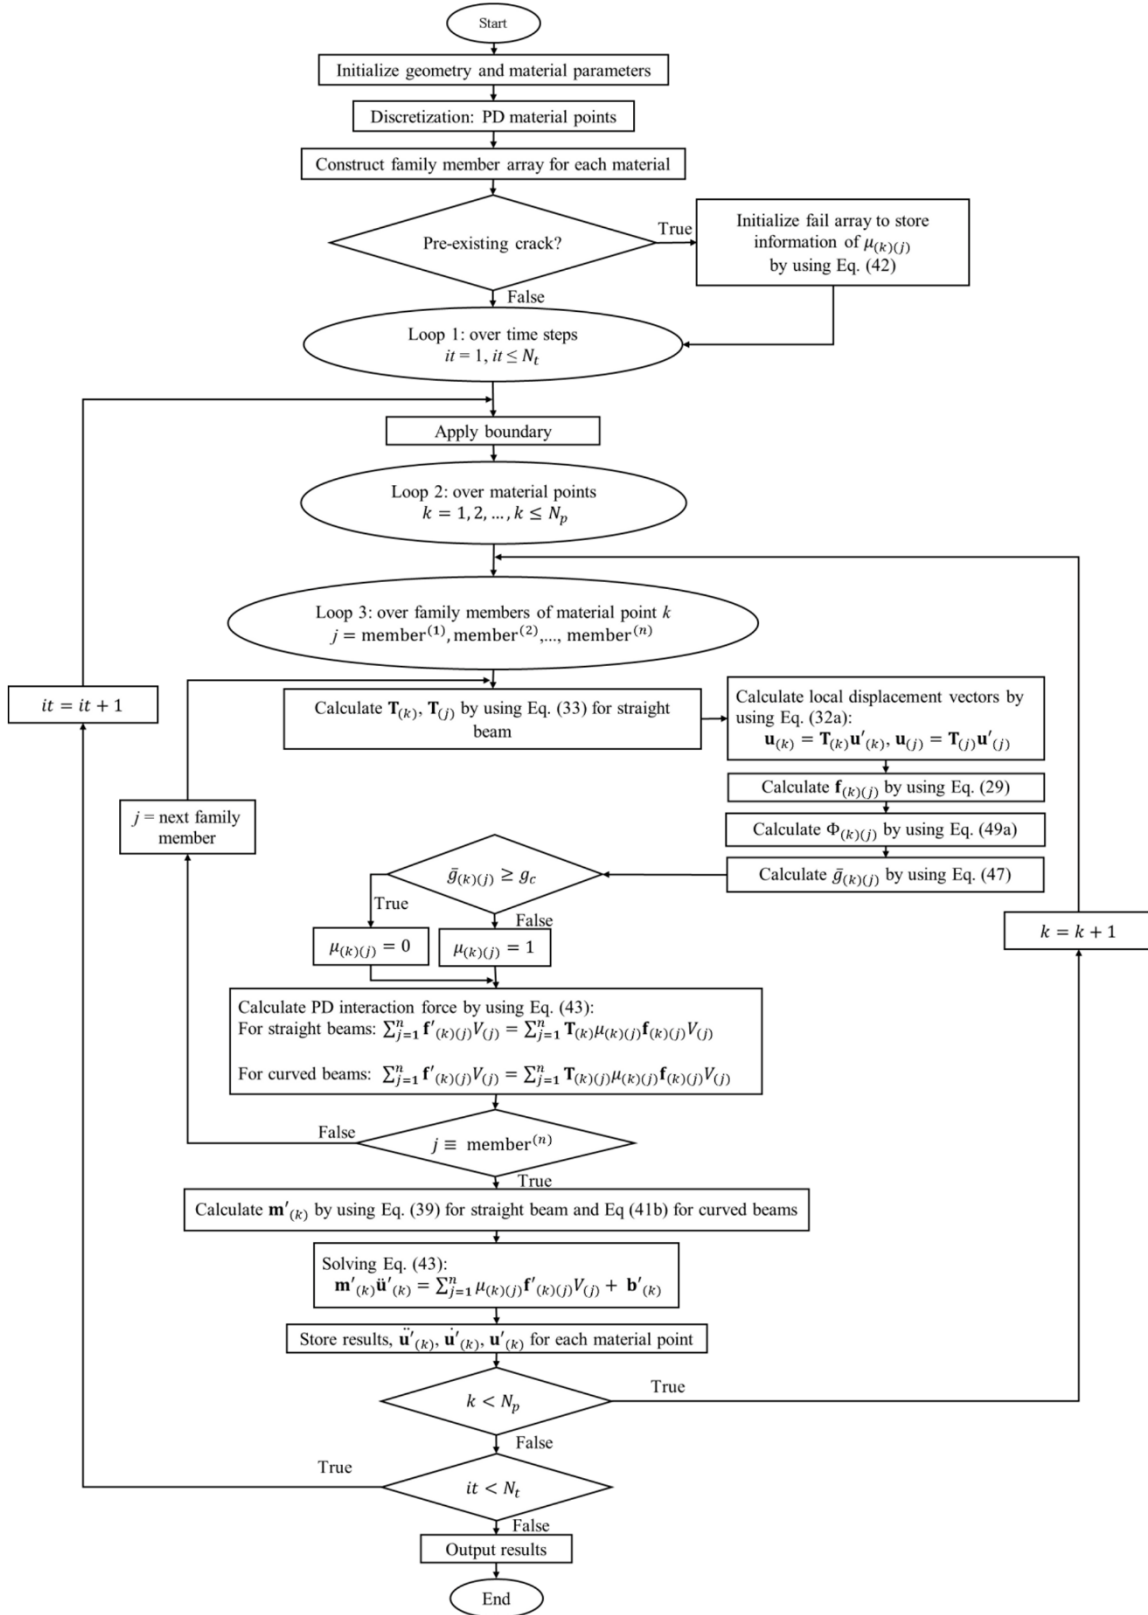 Start
Initialize geometry and material parameters
Discretization: PD material points
Construct family member array for each material
Pre-existing crack?
True
Initialize fail array to store
information of μ(k)(j)
by using Eq. (42)
False
Loop 1: over time steps
it = 1, it ≤ Nt
Apply boundary
Loop 2: over material points
k = 1, 2, ..., k ≤ Np
Loop 3: over family members of material point k
j = member⁽¹⁾, member⁽²⁾,..., member⁽ⁿ⁾
it = it + 1
Calculate T(k), T(j) by using Eq. (33) for straight
beam
Calculate local displacement vectors by
using Eq. (32a):
u(k) = T(k)u′(k), u(j) = T(j)u′(j)
Calculate f(k)(j) by using Eq. (29)
j = next family
member
Calculate Φ(k)(j) by using Eq. (49a)
Calculate ḡ(k)(j) by using Eq. (47)
ḡ(k)(j) ≥ gc
True
False
μ(k)(j) = 0
μ(k)(j) = 1
k = k + 1
Calculate PD interaction force by using Eq. (43):
For straight beams: ∑ⁿj=1 f′(k)(j)V(j) = ∑ⁿj=1 T(k)μ(k)(j)f(k)(j)V(j)
For curved beams: ∑ⁿj=1 f′(k)(j)V(j) = ∑ⁿj=1 T(k)(j)μ(k)(j)f(k)(j)V(j)
False
j ≡ member⁽ⁿ⁾
True
Calculate m′(k) by using Eq. (39) for straight beam and Eq (41b) for curved beams
Solving Eq. (43):
m′(k)ü′(k) = ∑ⁿj=1 μ(k)(j)f′(k)(j)V(j) + b′(k)
Store results, ü′(k), u̇′(k), u′(k) for each material point
k < Np
True
False
True
it < Nt
False
Output results
End